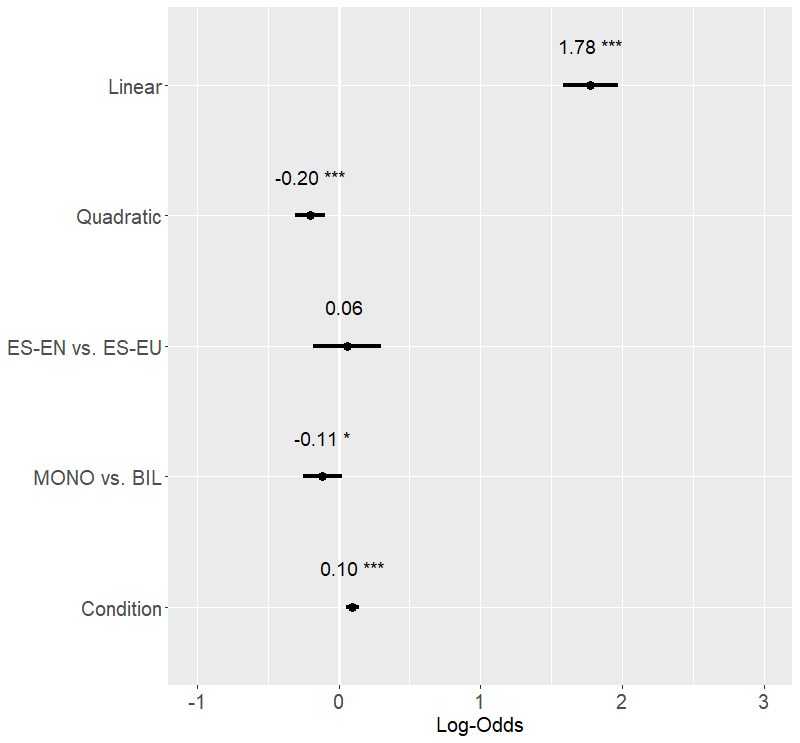 1.78 ***
Linear
-0.20 ***
Quadratic
0.06
ES-EN vs. ES-EU
-0.11 *
MONO vs. BIL
0.10 ***
Condition
-1 0 1 2 3
Log-Odds